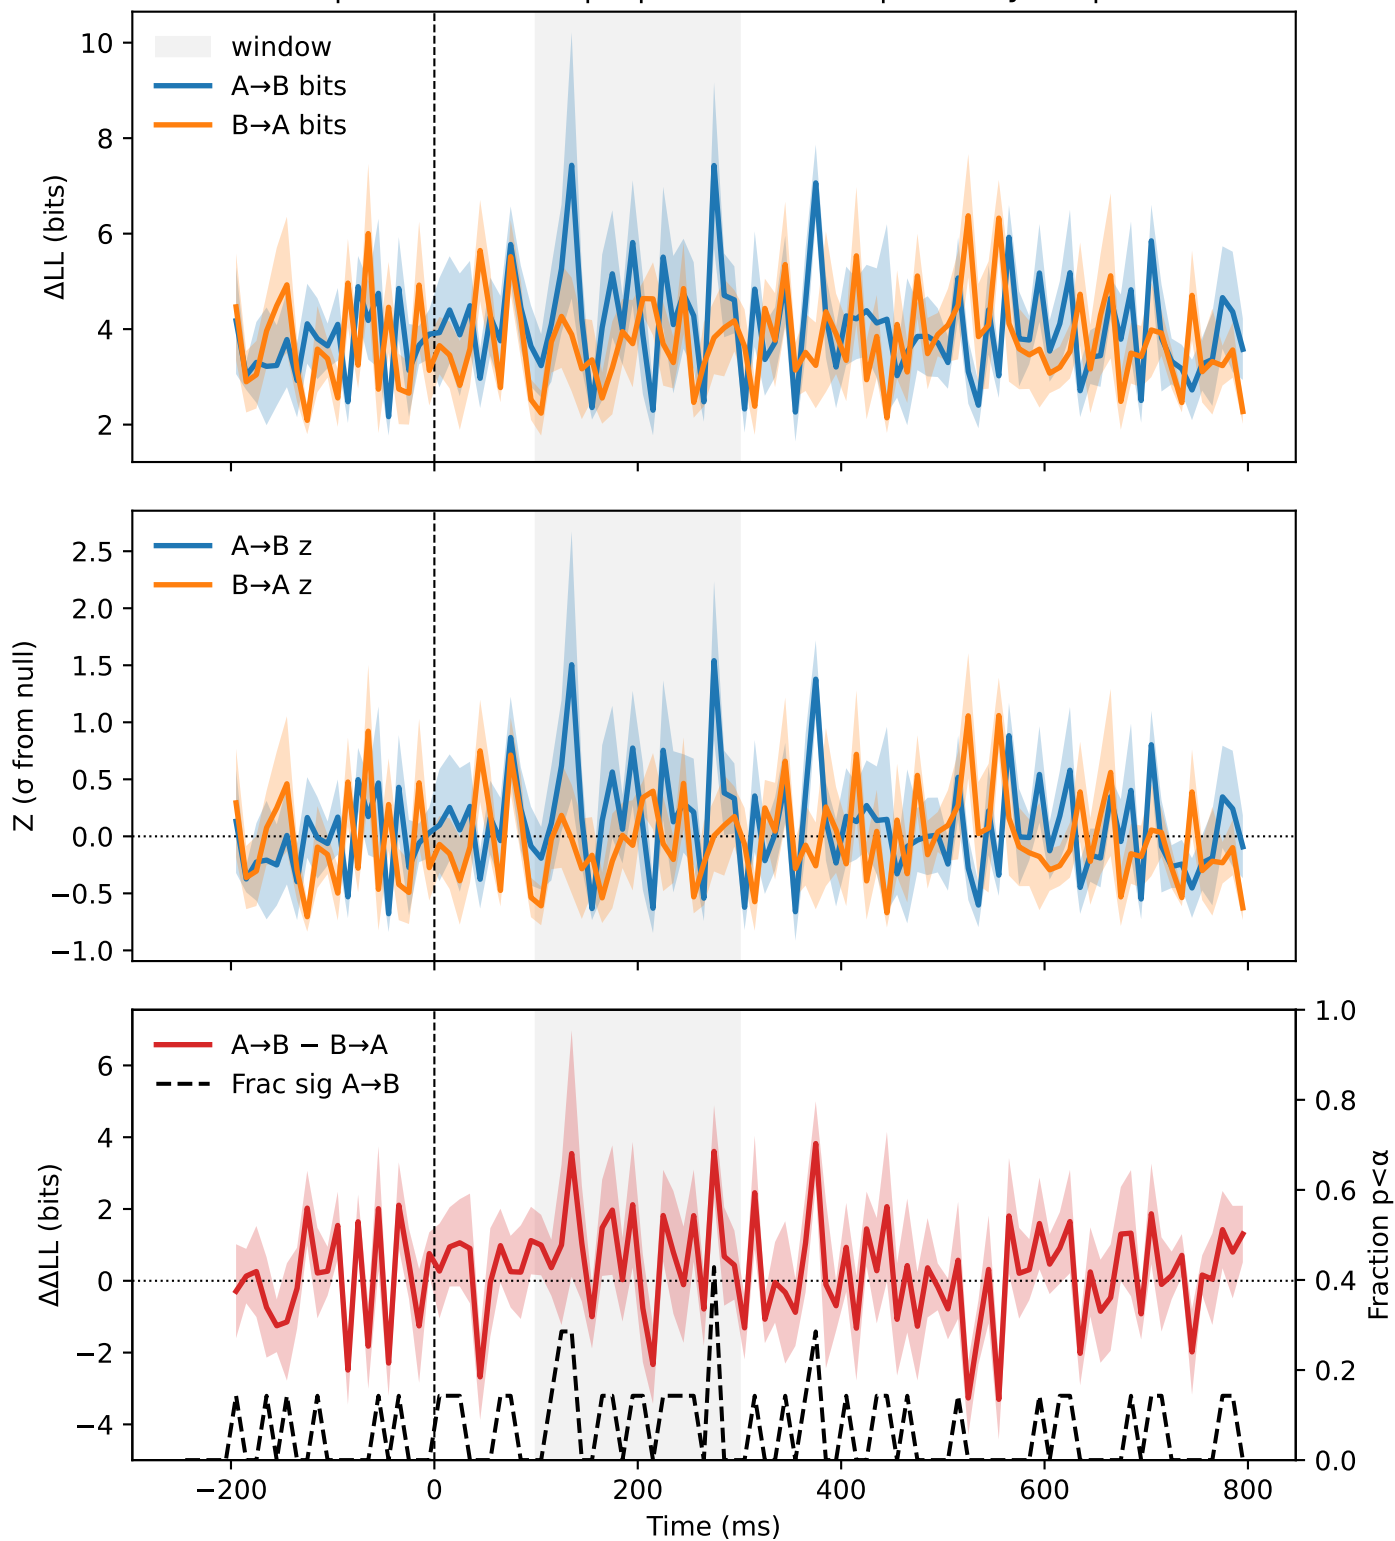 10
8
6
4
2
ΔLL (bits)
window
A→B bits
B→A bits
2.5
2.0
1.5
1.0
0.5
0.0
−0.5
−1.0
Z (σ from null)
A→B z
B→A z
6
4
2
0
−2
−4
ΔΔLL (bits)
A→B − B→A
Frac sig A→B
1.0
0.8
0.6
0.4
0.2
0.0
Fraction p<α
−200 0 200 400 600 800
Time (ms)